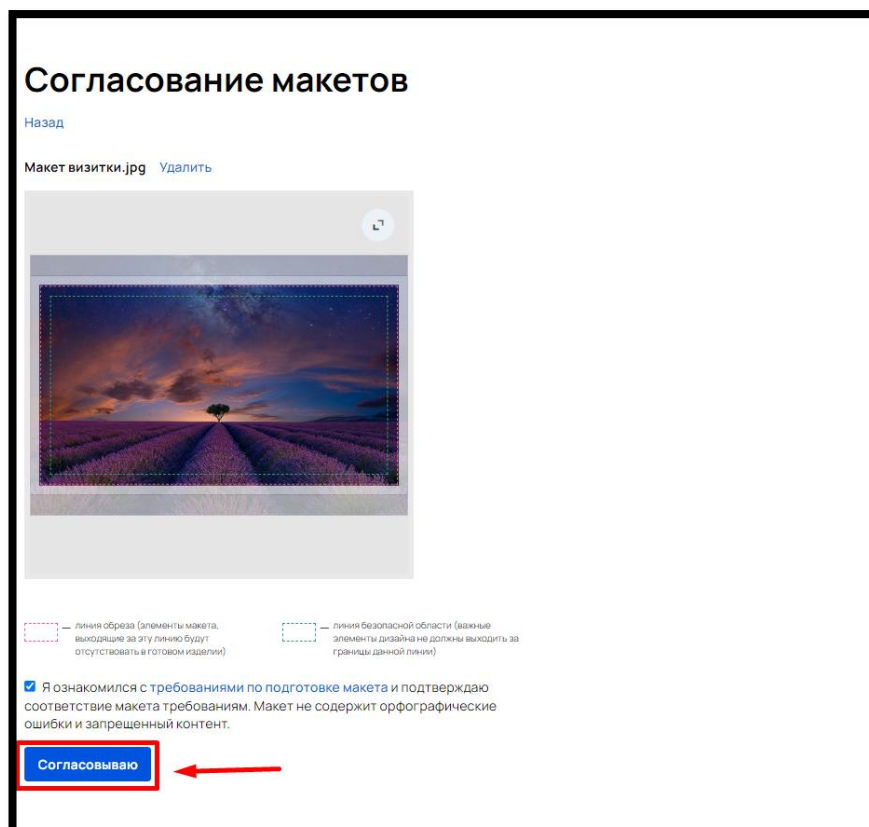 Согласование макетов
Назад
Макет визитки.jpg Удалить
— линия обреза (элементы макета,
выходящие за эту линию будут
отсутствовать в готовом изделии)
— линия безопасной области (важные
элементы дизайна не должны выходить за
границы данной линии)
Я ознакомился с требованиями по подготовке макета и подтверждаю
соответствие макета требованиям. Макет не содержит орфографические
ошибки и запрещенный контент.
Согласовываю